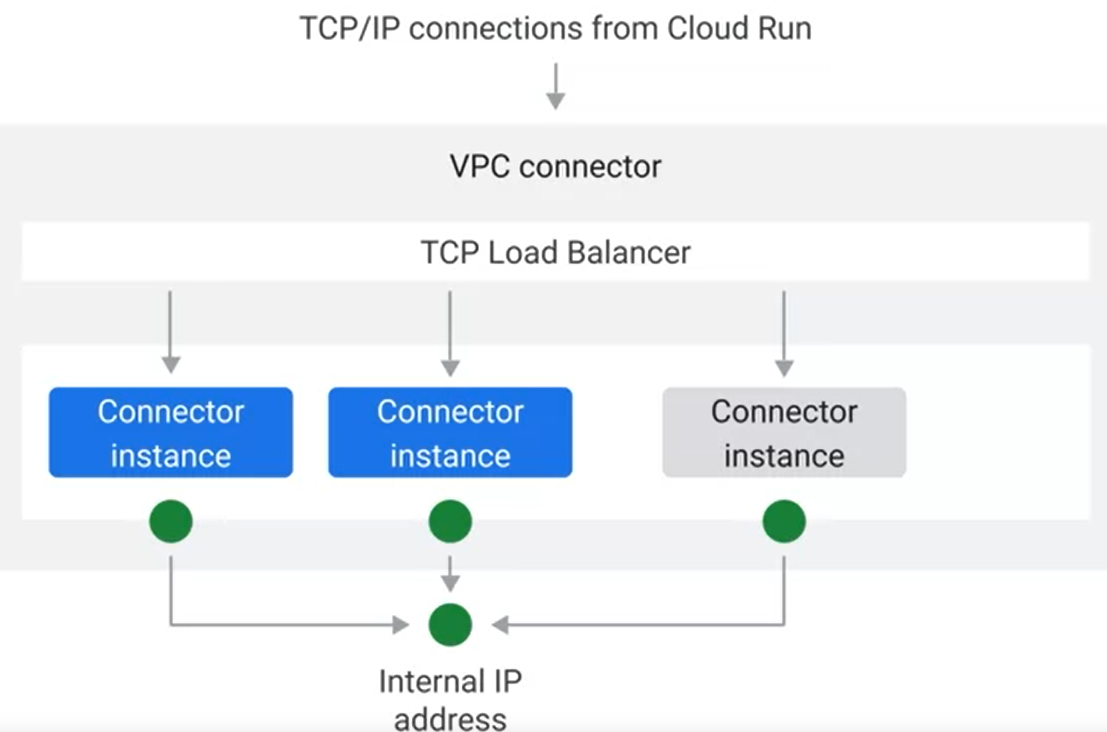 TCP/IP connections from Cloud Run
VPC connector
TCP Load Balancer
Connector
instance
Connector
instance
Connector
instance
Internal IP
address